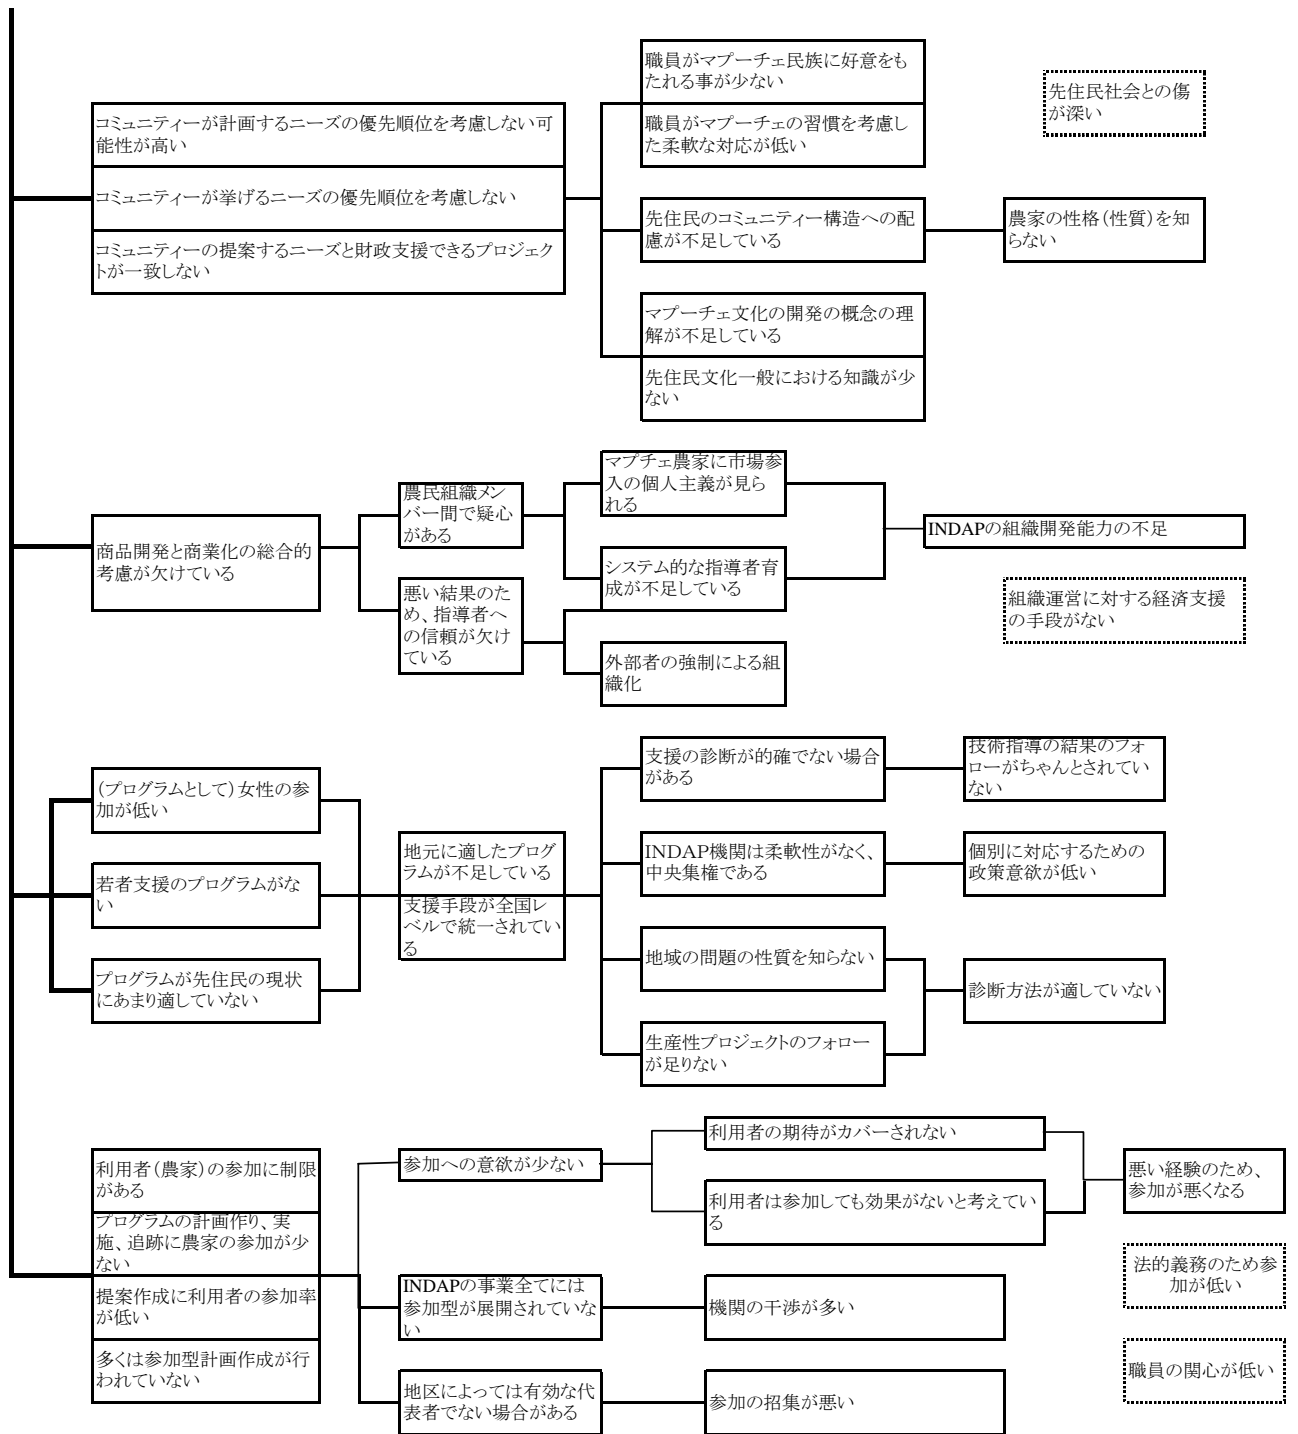 職員がマプーチェ民族に好意をも
たれる事が少ない
職員がマプーチェの習慣を考慮し
た柔軟な対応が低い
先住民社会との傷
が深い
コミュニティーが計画するニーズの優先順位を考慮しない可
能性が高い
コミュニティーが挙げるニーズの優先順位を考慮しない
コミュニティーの提案するニーズと財政支援できるプロジェク
トが一致しない
先住民のコミュニティー構造への配
慮が不足している
農家の性格（性質）を知
らない
マプーチェ文化の開発の概念の理
解が不足している
先住民文化一般における知識が少
ない
商品開発と商業化の総合的
考慮が欠けている
農民組織メン
バー間で疑心
がある
悪い結果のた
め、指導者へ
の信頼が欠け
ている
マプチェ農家に市場参
入の個人主義が見ら
れる
システム的な指導者育
成が不足している
外部者の強制による組
織化
INDAPの組織開発能力の不足
組織運営に対する経済支援
の手段がない
（プログラムとして）女性の参
加が低い
若者支援のプログラムがな
い
プログラムが先住民の現状
にあまり適していない
地元に適したプログ
ラムが不足している
支援手段が全国レ
ベルで統一されてい
る
支援の診断が的確でない場合
がある
技術指導の結果のフォ
ローがちゃんとされてい
ない
INDAP機関は柔軟性がなく、
中央集権である
個別に対応するための
政策意欲が低い
地域の問題の性質を知らない
生産性プロジェクトのフォロー
が足りない
診断方法が適していない
利用者（農家）の参加に制限
がある
プログラムの計画作り、実
施、追跡に農家の参加が少
ない
提案作成に利用者の参加率
が低い
多くは参加型計画作成が行
われていない
参加への意欲が少ない
利用者の期待がカバーされない
利用者は参加しても効果がないと考えてい
る
悪い経験のため、
参加が悪くなる
INDAPの事業全てには
参加型が展開されていな
い
機関の干渉が多い
法的義務のため参
加が低い
地区によっては有効な代
表者でない場合がある
参加の招集が悪い
職員の関心が低い